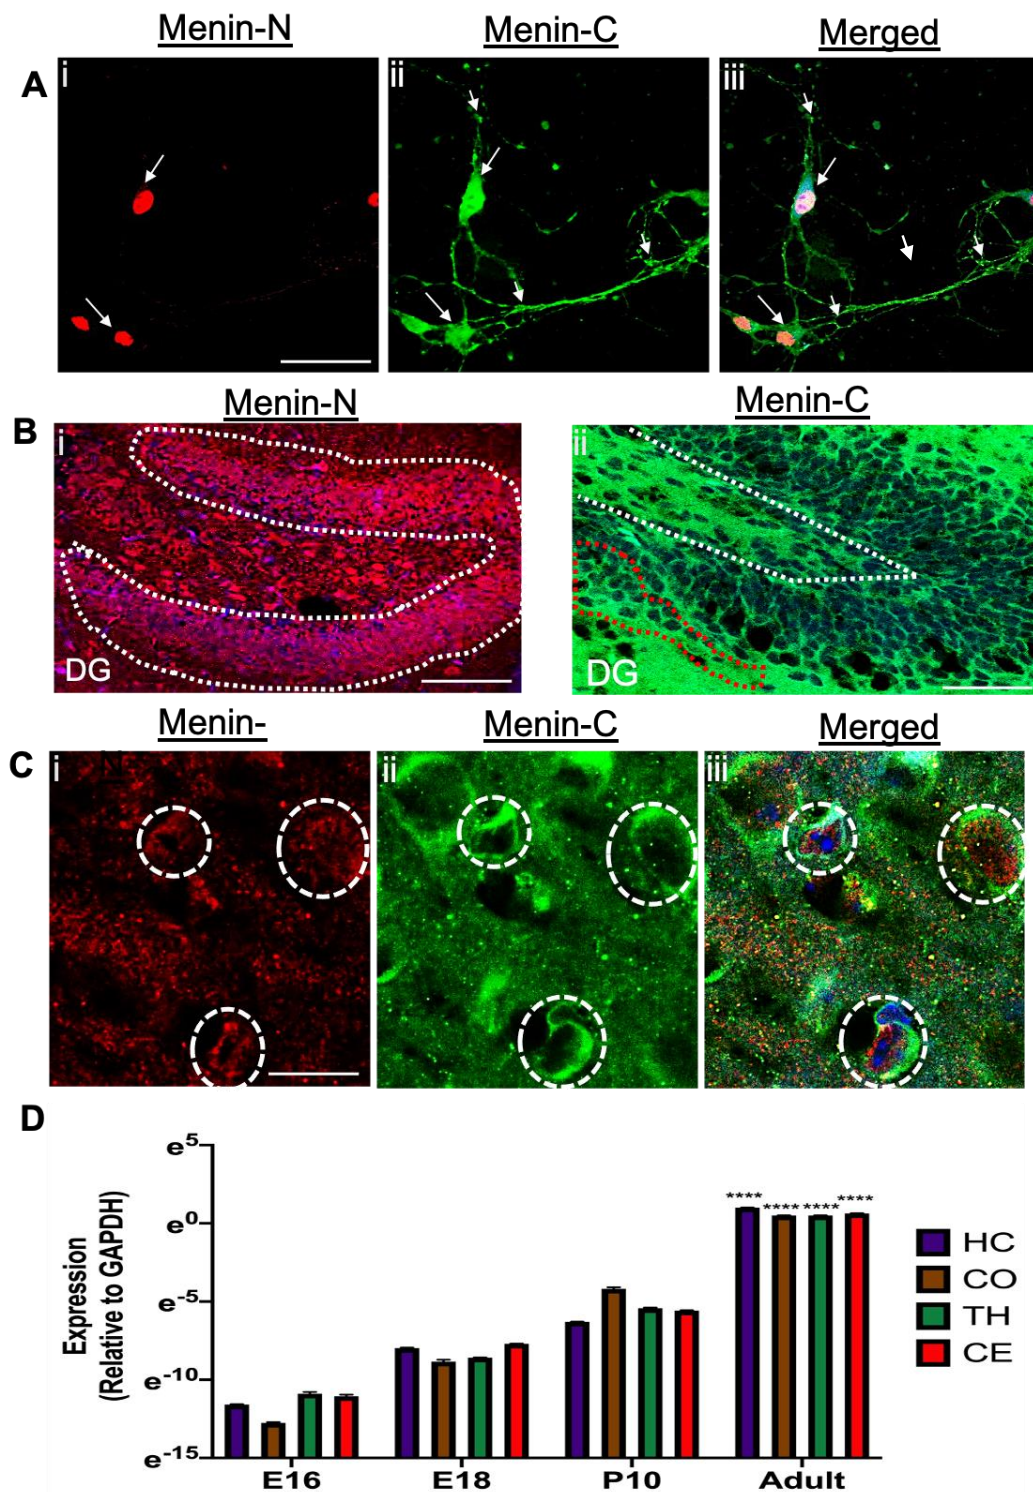 Menin-N Menin-C Merged
A i ii iii
Menin-N Menin-C
B i ii
DG DG
Menin- Menin-C Merged
C i N ii iii
D
Expression
(Relative to GAPDH)
e5
e0
e-5
e-10
e-15
**** **** **** ****
HC
CO
TH
CE
E16 E18 P10 Adult